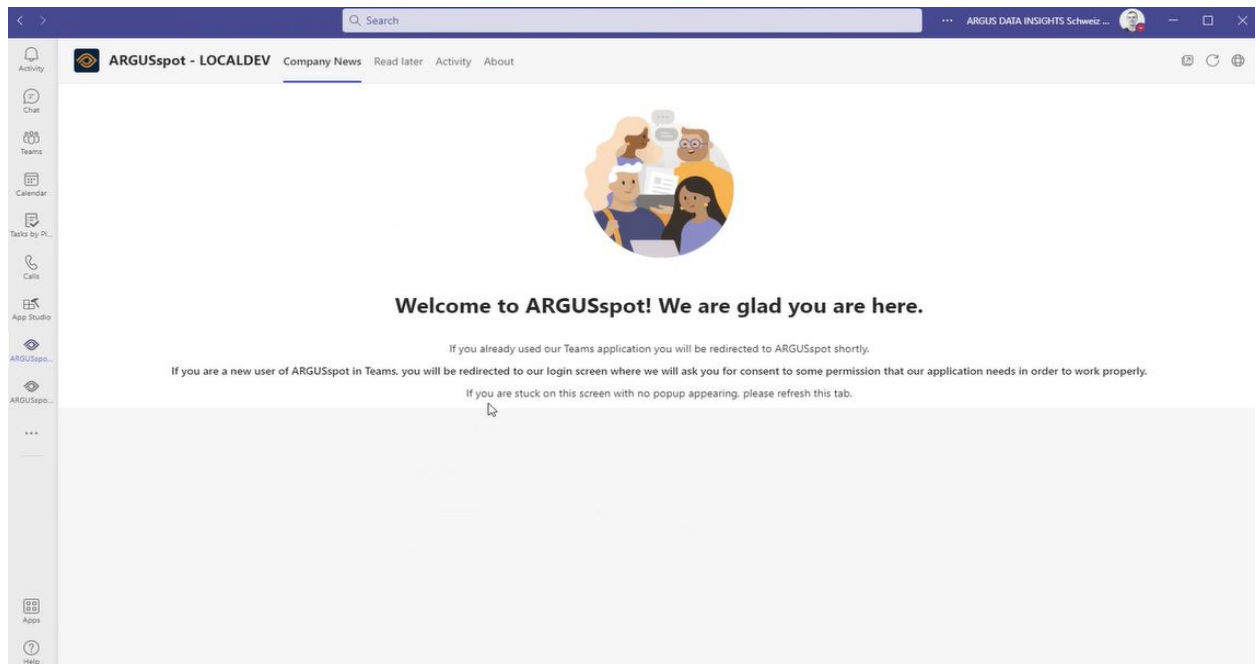 Search
ARGUS DATA INSIGHTS Schweiz ...
Activity
ARGUSspot - LOCALDEV Company News Read later Activity About
Chat
Teams
Calendar
Tasks by Pl...
Calls
App Studio
ARGUSspo...
ARGUSspo...
Welcome to ARGUSspot! We are glad you are here.
If you already used our Teams application you will be redirected to ARGUSspot shortly.
If you are a new user of ARGUSspot in Teams, you will be redirected to our login screen where we will ask you for consent to some permission that our application needs in order to work properly.
If you are stuck on this screen with no popup appearing, please refresh this tab.
Apps
Help